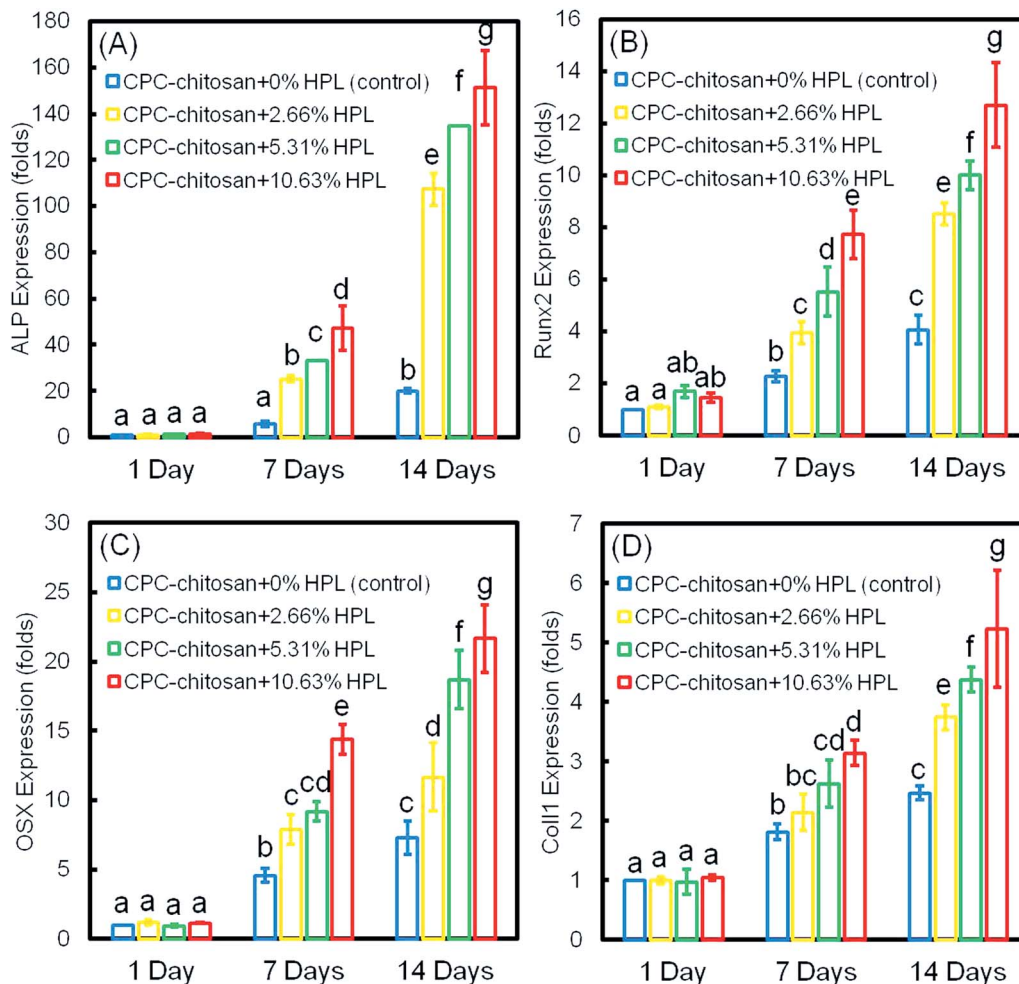 (A)
ALP Expression (folds)
180
160
140
120
100
80
60
40
20
0
CPC-chitosan+0% HPL (control)
CPC-chitosan+2.66% HPL
CPC-chitosan+5.31% HPL
CPC-chitosan+10.63% HPL
a a a a
a b c d
b e f g
1 Day 7 Days 14 Days
(B)
Runx2 Expression (folds)
16
14
12
10
8
6
4
2
0
CPC-chitosan+0% HPL (control)
CPC-chitosan+2.66% HPL
CPC-chitosan+5.31% HPL
CPC-chitosan+10.63% HPL
a a ab ab
b c d e
c e f g
1 Day 7 Days 14 Days
(C)
OSX Expression (folds)
30
25
20
15
10
5
0
CPC-chitosan+0% HPL (control)
CPC-chitosan+2.66% HPL
CPC-chitosan+5.31% HPL
CPC-chitosan+10.63% HPL
a a a a
b c cd e
c d f g
1 Day 7 Days 14 Days
(D)
Coll1 Expression (folds)
7
6
5
4
3
2
1
0
CPC-chitosan+0% HPL (control)
CPC-chitosan+2.66% HPL
CPC-chitosan+5.31% HPL
CPC-chitosan+10.63% HPL
a a a a
b bc cd d
c e f g
1 Day 7 Days 14 Days